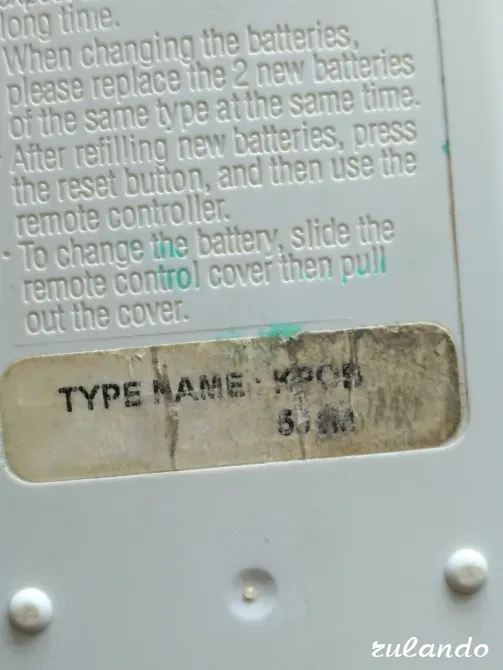 long time.
When changing the batteries,
please replace the 2 new batteries
of the same type at the same time.
After refilling new batteries, press
the reset button, and then use the
remote controller.
- To change the battery, slide the
remote control cover then pull
out the cover.
TYPE NAME :
rulando